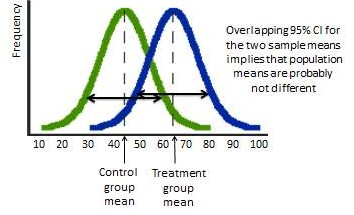 Frequency
Overlapping 95% CI for
the two sample means
implies that population
means are probably
not different
10 20 30 40 50 60 70 80 90 100
Control
group
mean
Treatment
group
mean